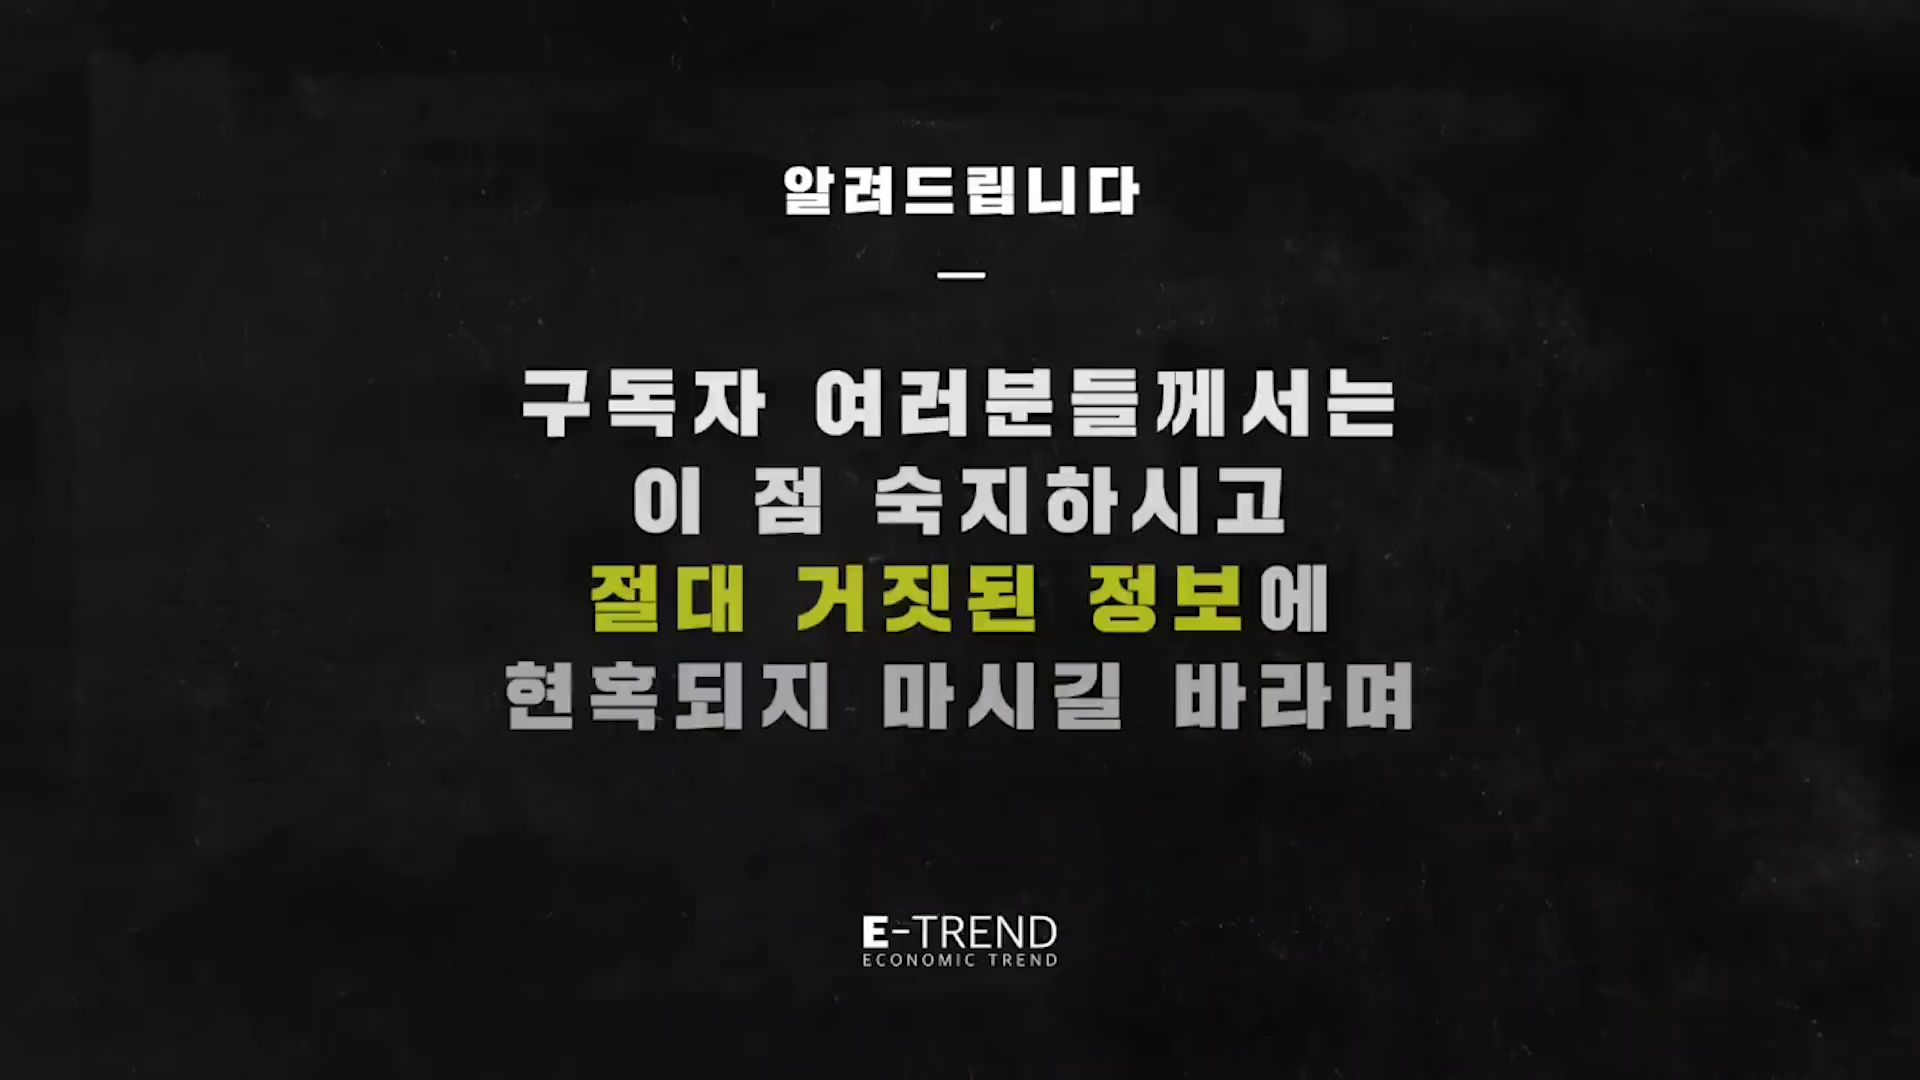 알려드립니다
구독자 여러분들께서는
이 점 숙지하시고
절대 거짓된 정보에
현혹되지 마시길 바라며
E-TREND
ECONOMIC TREND